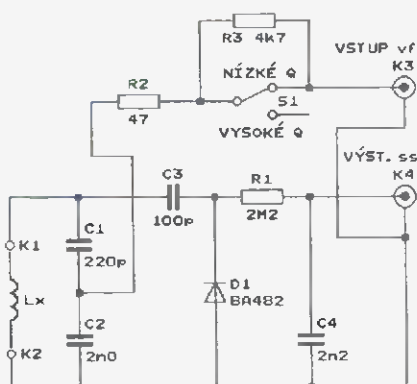 R3 4k7
VSTUP vf
K3
R2
NÍZKÉ Q
S1
47
VYSOKÉ Q
VÝST. ss
K4
C3
R1
100p
2M2
K1
C1
220p
Lx
D1
BA482
C2
C4
K2
2n0
2n2